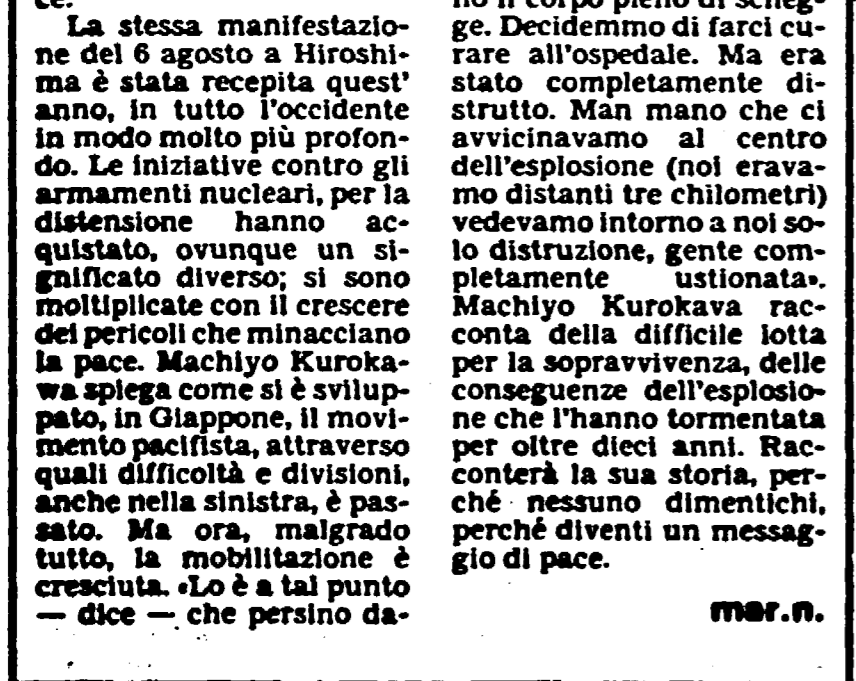 ce.
La stessa manifestazio-
ne del 6 agosto a Hiroshi-
ma è stata recepita quest'
anno, in tutto l'occidente
in modo molto più profon-
do. Le iniziative contro gli
armamenti nucleari, per la
distensione hanno ac-
quistato, ovunque un si-
gnificato diverso; si sono
moltiplicate con il crescere
dei pericoli che minacciano
la pace. Machiyo Kuroka-
wa spiega come si è svilup-
pato, in Giappone, il movi-
mento pacifista, attraverso
quali difficoltà e divisioni,
anche nella sinistra, è pas-
sato. Ma ora, malgrado
tutto, la mobilitazione è
cresciuta. «Lo è a tal punto
— dice — che persino da-
no il corpo pieno di scheg-
ge. Decidemmo di farci cu-
rare all'ospedale. Ma era
stato completamente di-
strutto. Man mano che ci
avvicinavamo al centro
dell'esplosione (noi erava-
mo distanti tre chilometri)
vedevamo intorno a noi so-
lo distruzione, gente com-
pletamente ustionata».
Machiyo Kurokava rac-
conta della difficile lotta
per la sopravvivenza, delle
conseguenze dell'esplosio-
ne che l'hanno tormentata
per oltre dieci anni. Rac-
conterà la sua storia, per-
ché nessuno dimentichi,
perché diventi un messag-
gio di pace.
mar.n.